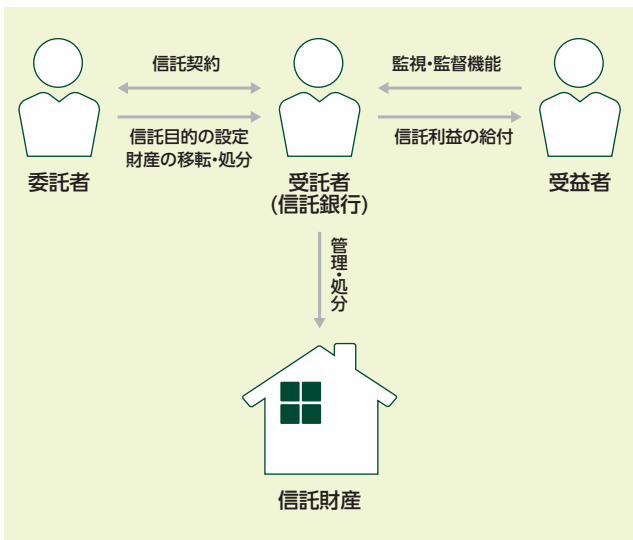 信託契約
監視・監督機能
信託目的の設定
財産の移転・処分
信託利益の給付
委託者
受託者
(信託銀行)
受益者
管理・処分
信託財産